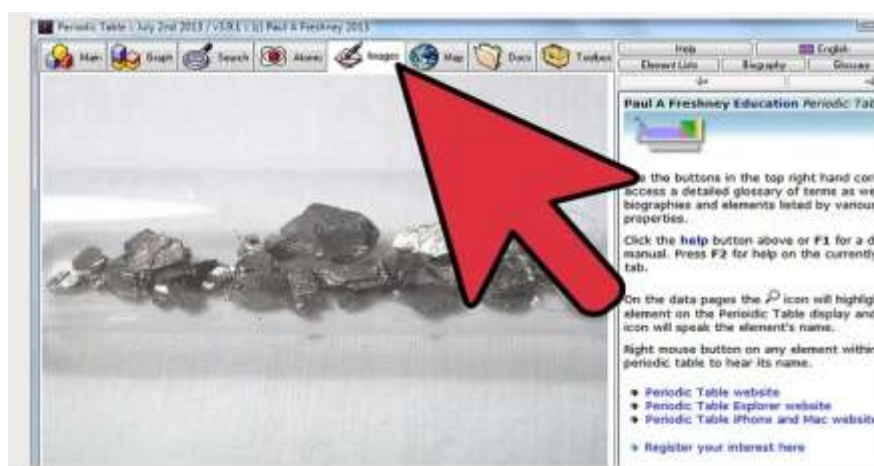 Periodic Table : July 2nd 2013 / v3.9.1 : (c) Paul A Freshney 2013
Main Graph Search Atoms Images Map Docs Toolbox
Help English
Element Lists Biography Glossary
Paul A Freshney Education Periodic Tab
the buttons in the top right hand corn
access a detailed glossary of terms as we
biographies and elements listed by various
properties.
Click the help button above or F1 for a d
manual. Press F2 for help on the currently
tab.
On the data pages the icon will highlig
element on the Perioidic Table display and
icon will speak the element's name.
Right mouse button on any element within
periodic table to hear its name.
Periodic Table website
Periodic Table Explorer website
Periodic Table iPhone and Mac website
Register your interest here